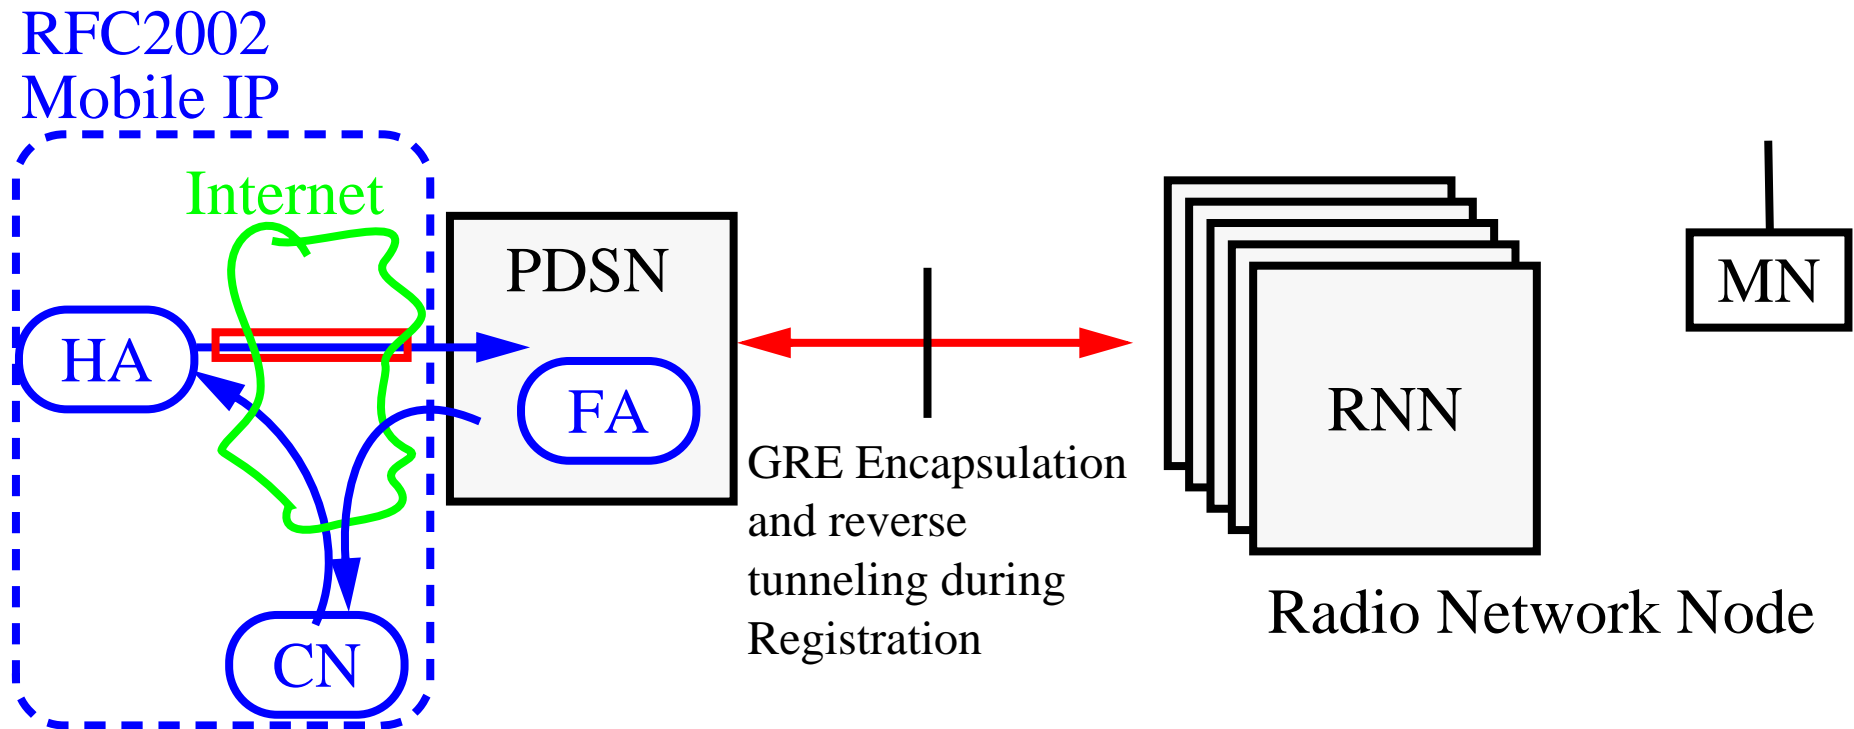 RFC2002
Mobile IP
Internet
PDSN
HA
FA
CN
GRE Encapsulation
and reverse
tunneling during
Registration
RNN
Radio Network Node
MN